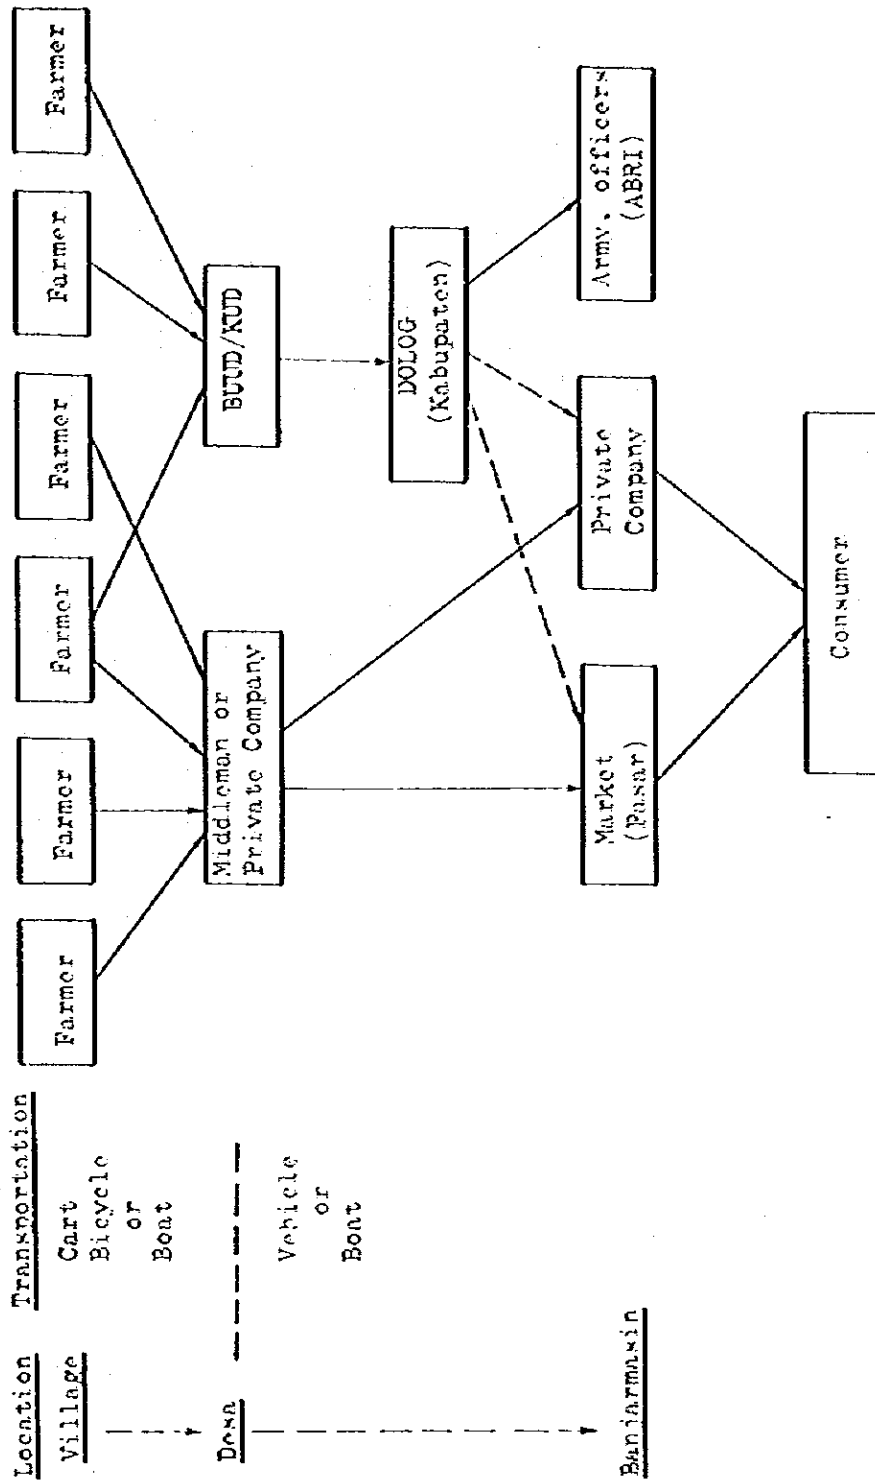 Location
Transportation
Village
Cart
Bicycle
or
Boat
Farmer
Farmer
Farmer
Farmer
Farmer
Farmer
Desa
Middleman or
Private Company
BUUD/KUD
Vehicle
or
Boat
DOLOG
(Kabupaten)
Banjarmasin
Market
(Pasar)
Private
Company
Army, officers
(ABRI)
Consumer